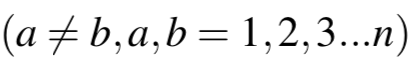 (a ≠ b, a, b = 1, 2, 3...n)